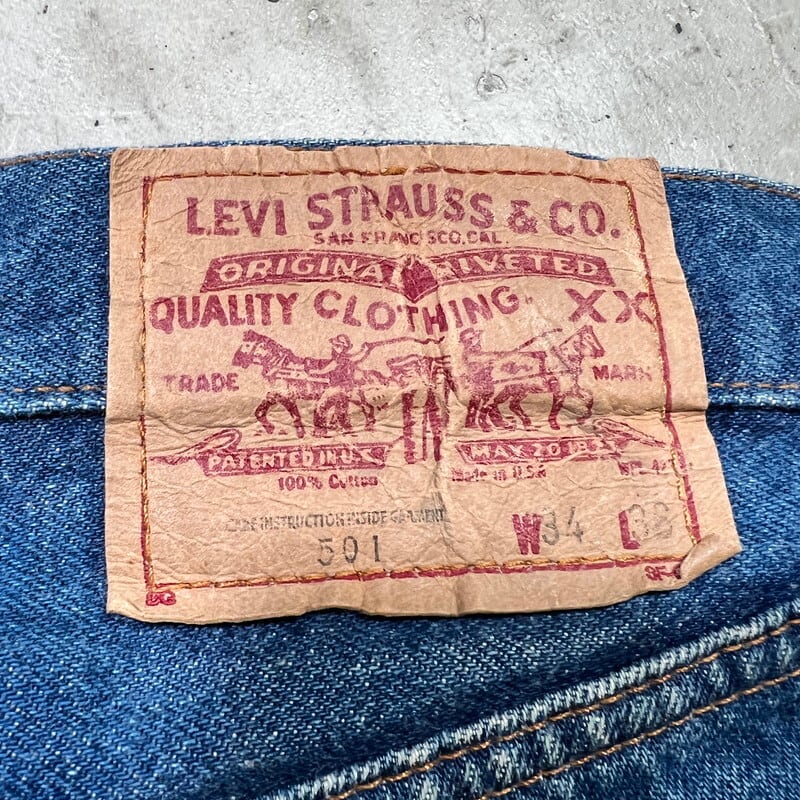 LEVI STRAUSS & CO.
SAN FRANCISCO, CAL.
ORIGINAL RIVETED
QUALITY CLOTHING. XX
TRADE MARK
PATENTED IN U.S. MAY 20 1873
100% Cotton Made in U.S.A
CARE INSTRUCTION INSIDE GARMENT
501 W34 L